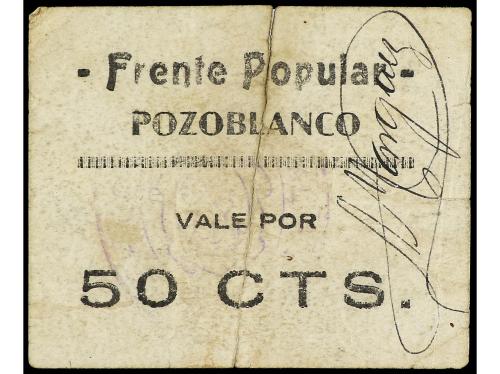 - Frente Popular -
POZOBLANCO
VALE POR
50 CTS.